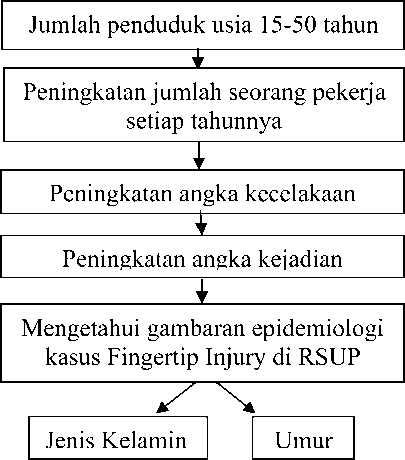 Jumlah penduduk usia 15-50 tahun
Peningkatan jumlah seorang pekerja
setiap tahunnya
Peningkatan angka kecelakaan
Peningkatan angka kejadian
Mengetahui gambaran epidemiologi
kasus Fingertip Injury di RSUP
Jenis Kelamin
Umur